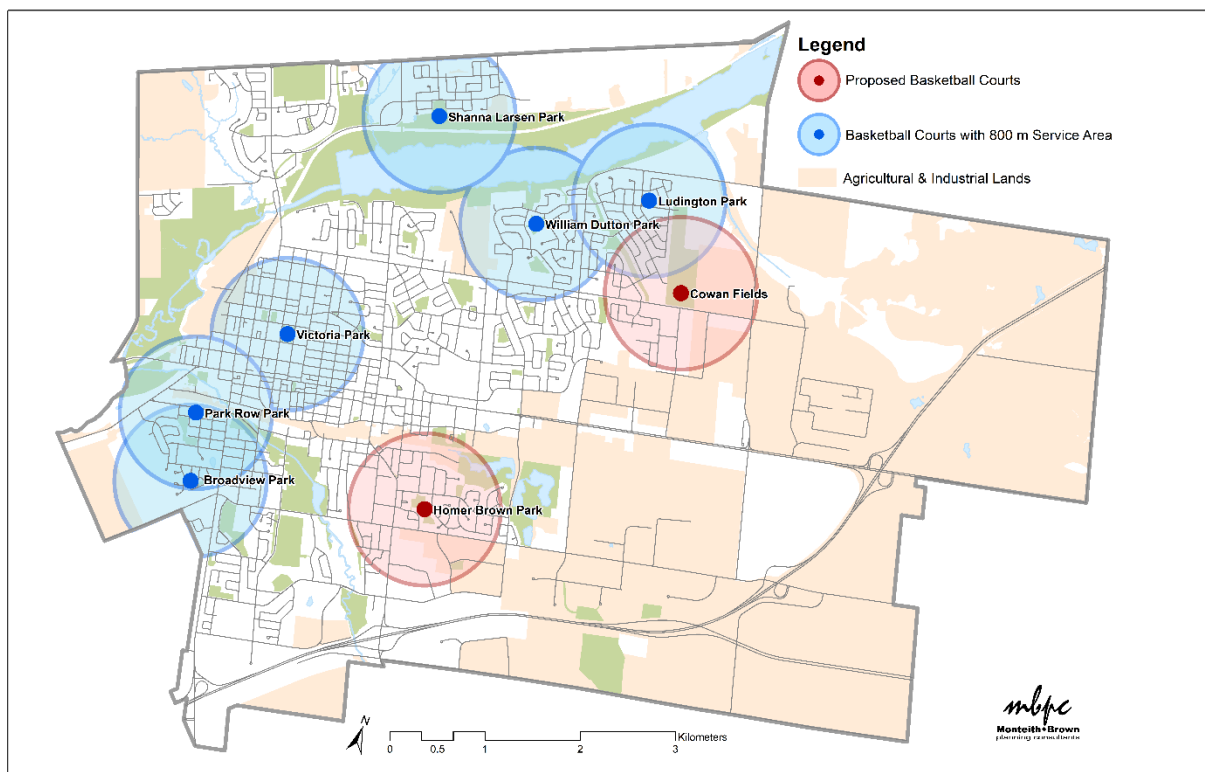 Legend
Proposed Basketball Courts
Basketball Courts with 800 m Service Area
Agricultural & Industrial Lands
Shanna Larsen Park
Ludington Park
William Dutton Park
Cowan Fields
Victoria Park
Park Row Park
Broadview Park
Homer Brown Park
N
Kilometers
0 0.5 1 2 3
mbpc
Monteith•Brown
planning consultants